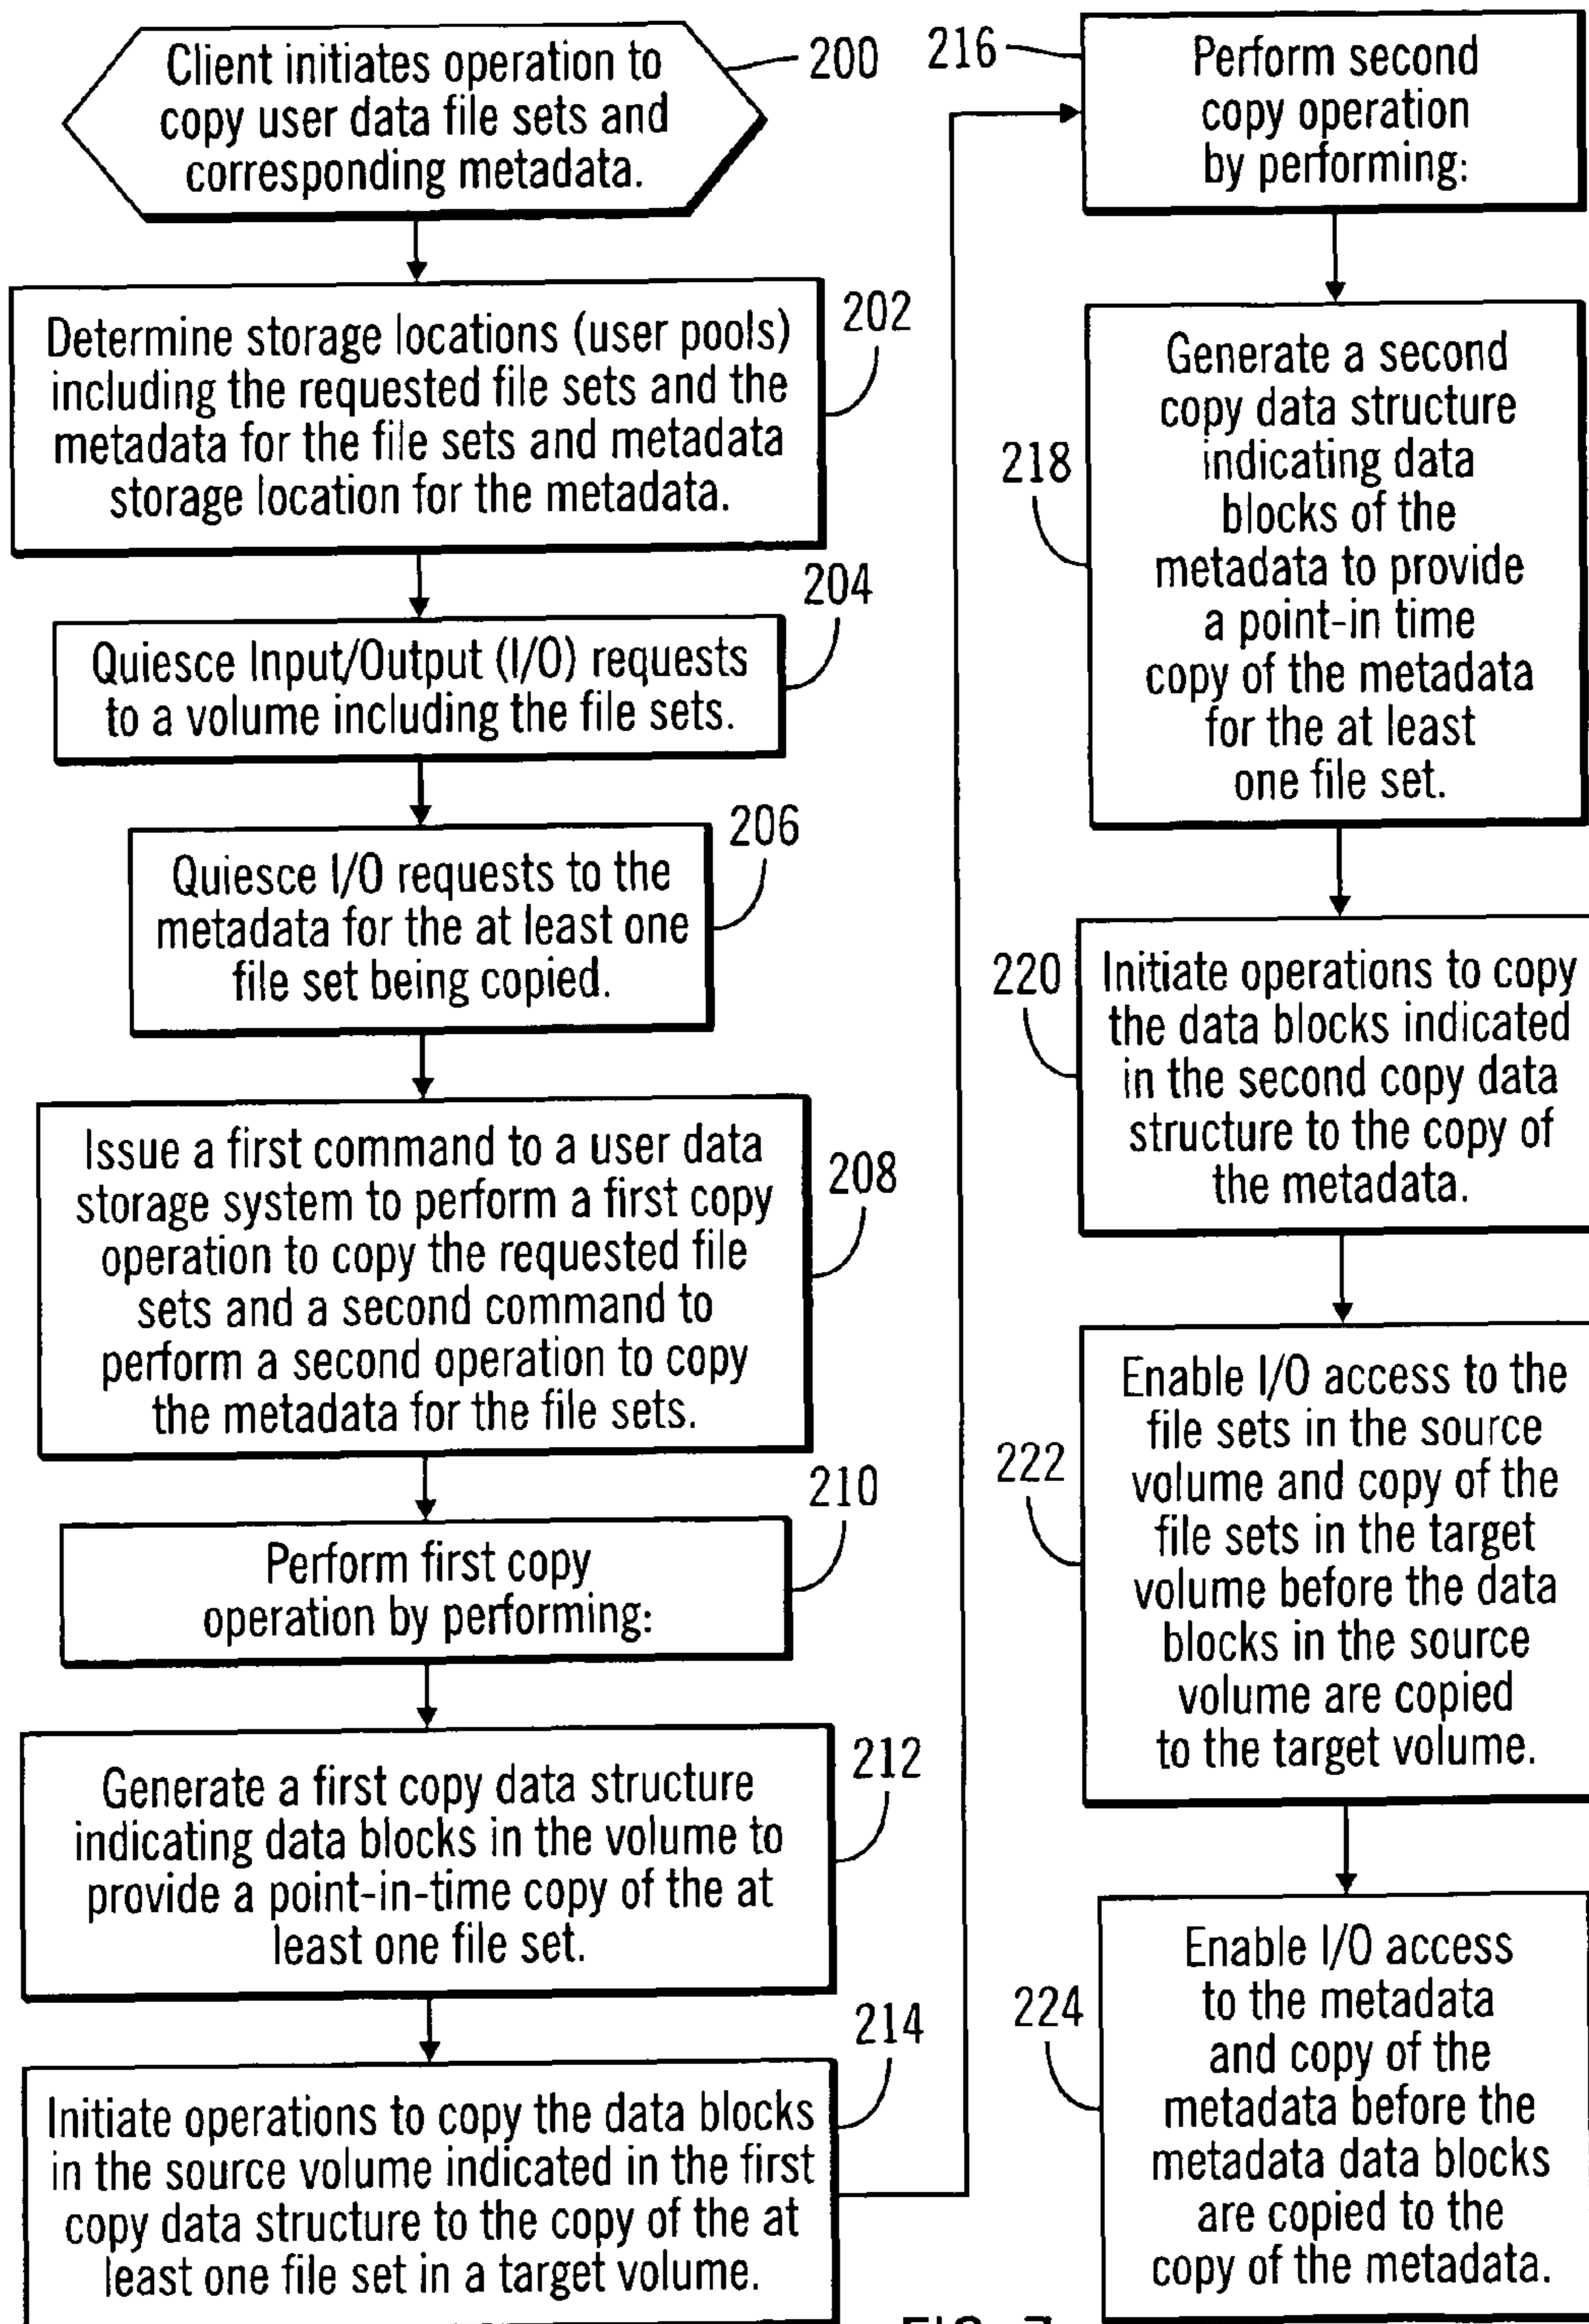 Client initiates operation to
copy user data file sets and
corresponding metadata.
200
Determine storage locations (user pools)
including the requested file sets and the
metadata for the file sets and metadata
storage location for the metadata.
202
Quiesce Input/Output (I/O) requests
to a volume including the file sets.
204
Quiesce I/O requests to the
metadata for the at least one
file set being copied.
206
Issue a first command to a user data
storage system to perform a first copy
operation to copy the requested file
sets and a second command to
perform a second operation to copy
the metadata for the file sets.
208
Perform first copy
operation by performing:
210
Generate a first copy data structure
indicating data blocks in the volume to
provide a point-in-time copy of the at
least one file set.
212
Initiate operations to copy the data blocks
in the source volume indicated in the first
copy data structure to the copy of the at
least one file set in a target volume.
214
216
Perform second
copy operation
by performing:
218
Generate a second
copy data structure
indicating data
blocks of the
metadata to provide
a point-in time
copy of the metadata
for the at least
one file set.
220
Initiate operations to copy
the data blocks indicated
in the second copy data
structure to the copy of
the metadata.
222
Enable I/O access to the
file sets in the source
volume and copy of the
file sets in the target
volume before the data
blocks in the source
volume are copied
to the target volume.
224
Enable I/O access
to the metadata
and copy of the
metadata before the
metadata data blocks
are copied to the
copy of the metadata.